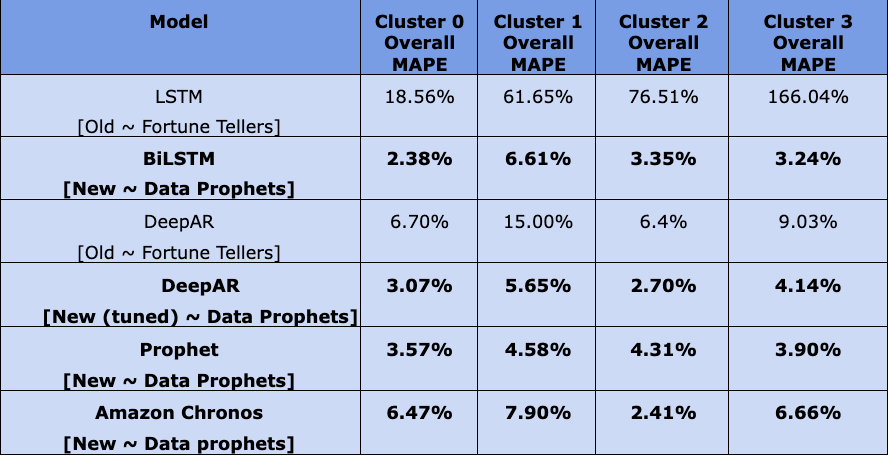 Model Cluster 0 Cluster 1 Cluster 2 Cluster 3
Overall Overall Overall Overall
MAPE MAPE MAPE MAPE
LSTM 18.56% 61.65% 76.51% 166.04%
[Old ~ Fortune Tellers]
BiLSTM 2.38% 6.61% 3.35% 3.24%
[New ~ Data Prophets]
DeepAR 6.70% 15.00% 6.4% 9.03%
[Old ~ Fortune Tellers]
DeepAR 3.07% 5.65% 2.70% 4.14%
[New (tuned) ~ Data Prophets]
Prophet 3.57% 4.58% 4.31% 3.90%
[New ~ Data Prophets]
Amazon Chronos 6.47% 7.90% 2.41% 6.66%
[New ~ Data prophets]